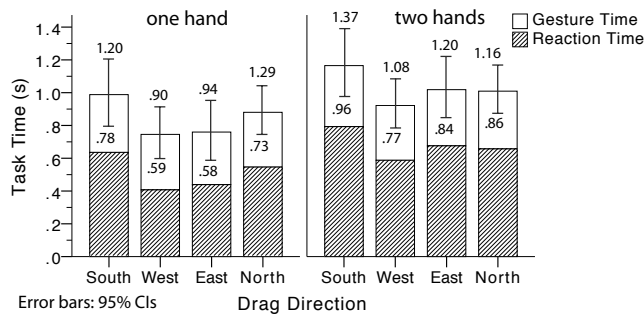 one hand
two hands
Gesture Time
Reaction Time
Task Time (s)
1.4
1.2
1.0
.8
.6
.4
.2
.0
1.20
.90
.94
1.29
.78
.59
.58
.73
1.37
1.08
1.20
1.16
.96
.77
.84
.86
South West East North
South West East North
Error bars: 95% CIs
Drag Direction